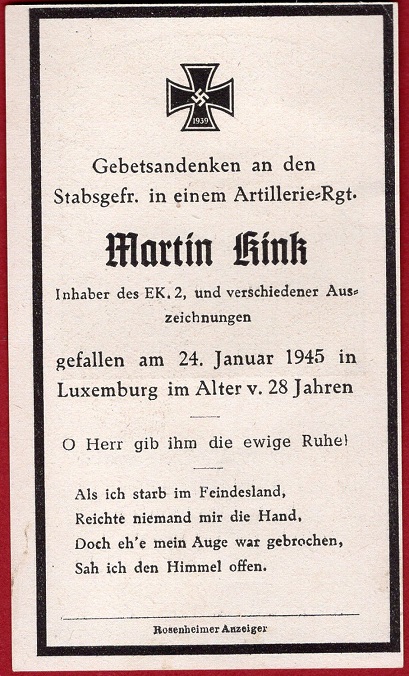 1939
Gebetsandenken an den
Stabsgefr. in einem Artillerie=Rgt.
Martin Kink
Inhaber des EK. 2, und verschiedener Aus=
zeichnungen
gefallen am 24. Januar 1945 in
Luxemburg im Alter v. 28 Jahren
O Herr gib ihm die ewige Ruhe!
Als ich starb im Feindesland,
Reichte niemand mir die Hand,
Doch eh'e mein Auge war gebrochen,
Sah ich den Himmel offen.
Rosenheimer Anzeiger